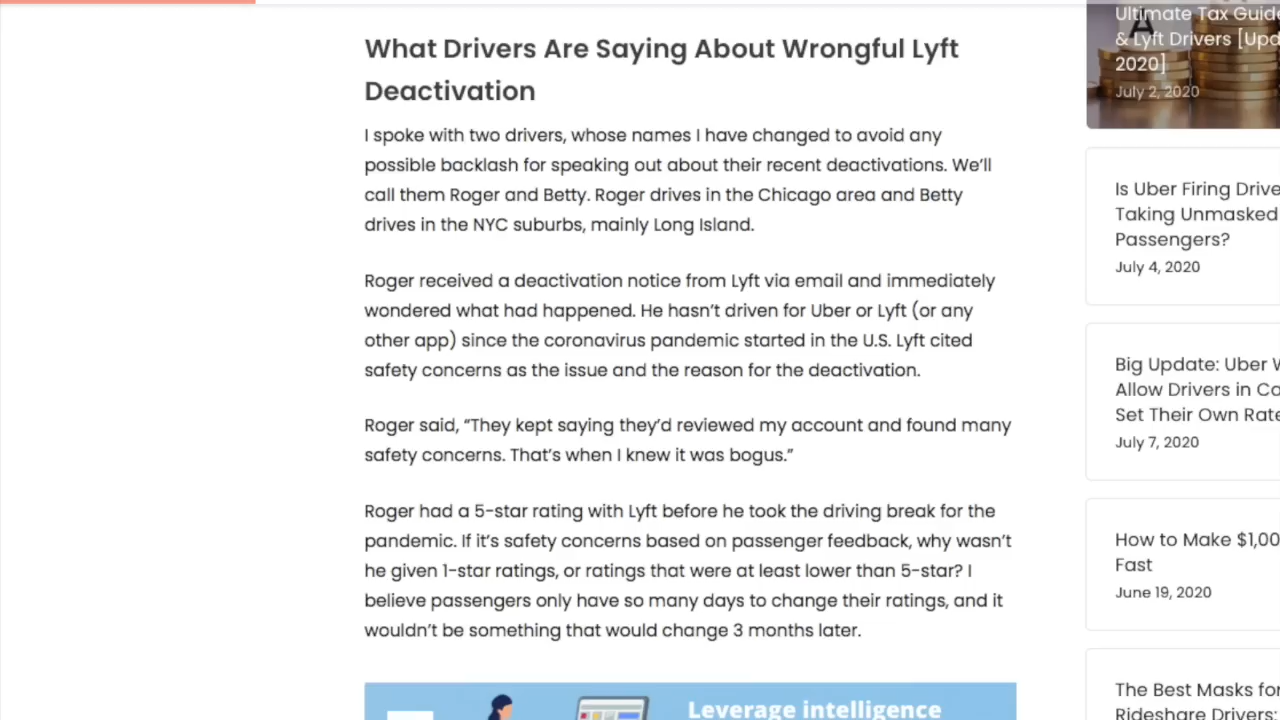 What Drivers Are Saying About Wrongful Lyft
Deactivation
I spoke with two drivers, whose names I have changed to avoid any
possible backlash for speaking out about their recent deactivations. We’ll
call them Roger and Betty. Roger drives in the Chicago area and Betty
drives in the NYC suburbs, mainly Long Island.
Roger received a deactivation notice from Lyft via email and immediately
wondered what had happened. He hasn’t driven for Uber or Lyft (or any
other app) since the coronavirus pandemic started in the U.S. Lyft cited
safety concerns as the issue and the reason for the deactivation.
Roger said, “They kept saying they’d reviewed my account and found many
safety concerns. That’s when I knew it was bogus.”
Roger had a 5-star rating with Lyft before he took the driving break for the
pandemic. If it’s safety concerns based on passenger feedback, why wasn’t
he given 1-star ratings, or ratings that were at least lower than 5-star? I
believe passengers only have so many days to change their ratings, and it
wouldn’t be something that would change 3 months later.
Leverage intelligence
Ultimate Tax Guide
& Lyft Drivers [Upd
2020]
July 2, 2020
Is Uber Firing Drive
Taking Unmasked
Passengers?
July 4, 2020
Big Update: Uber W
Allow Drivers in Ca
Set Their Own Rate
July 7, 2020
How to Make $1,00
Fast
June 19, 2020
The Best Masks for
Rideshare Drivers: